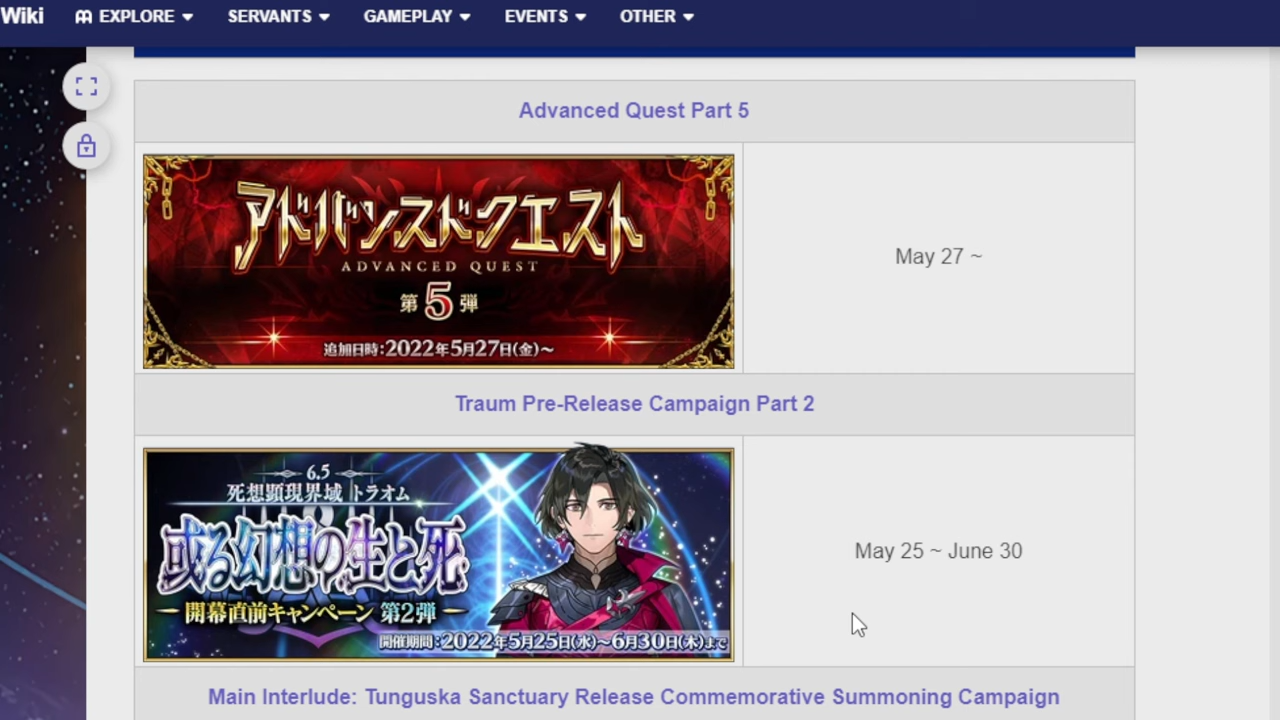 Wiki EXPLORE SERVANTS GAMEPLAY EVENTS OTHER
Advanced Quest Part 5
アドバンスドクエスト
ADVANCED QUEST
第5弾
追加日時:2022年5月27日(金)~
May 27 ~
Traum Pre-Release Campaign Part 2
6.5
死想顕現界域 トラオム
或る幻想の生と死
開幕直前キャンペーン 第2弾
開催期間:2022年5月25日(水)~6月30日(木)まで
May 25 ~ June 30
Main Interlude: Tunguska Sanctuary Release Commemorative Summoning Campaign